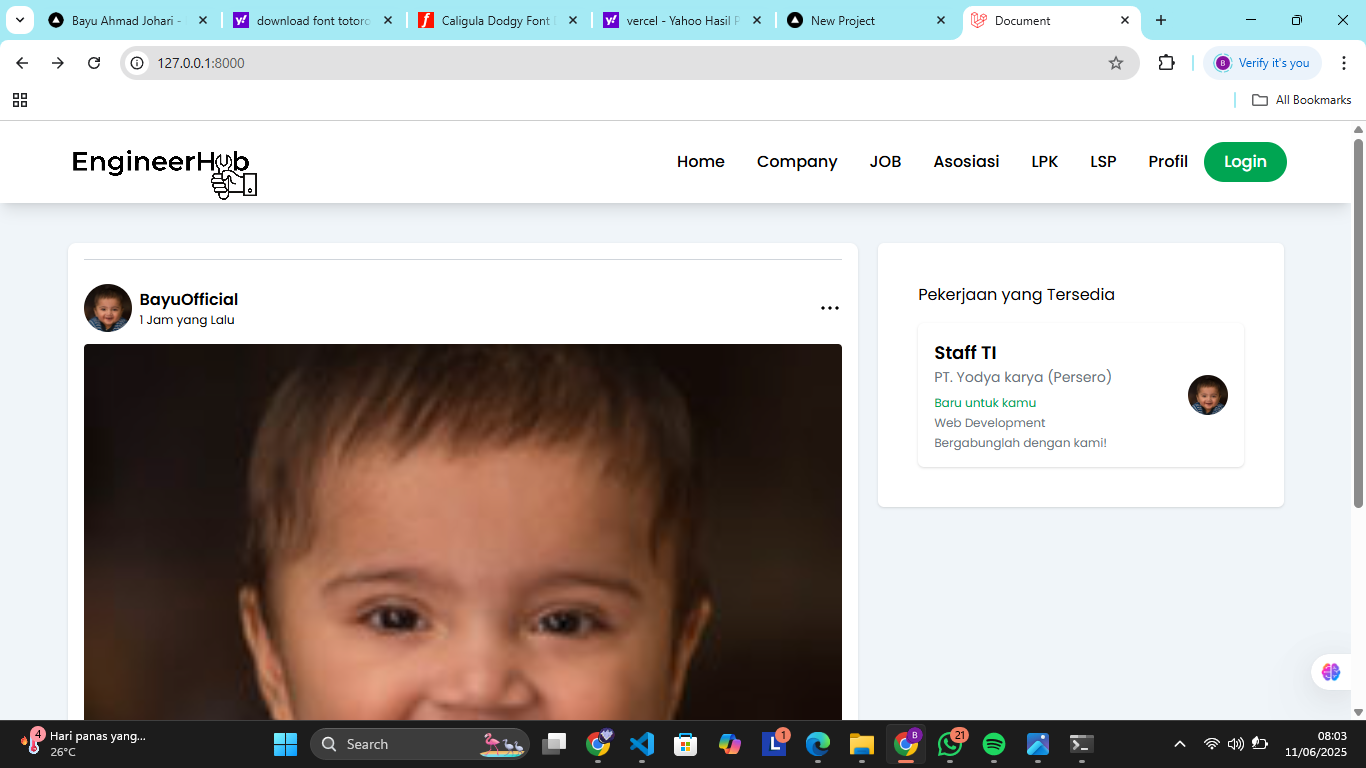 Bayu Ahmad Johari -
download font totoro
Caligula Dodgy Font
vercel - Yahoo Hasil P
New Project
Document
127.0.0.1:8000
B
Verify it's you
All Bookmarks
EngineerHub
Home
Company
JOB
Asosiasi
LPK
LSP
Profil
Login
BayuOfficial
1 Jam yang Lalu
Pekerjaan yang Tersedia
Staff TI
PT. Yodya karya (Persero)
Baru untuk kamu
Web Development
Bergabunglah dengan kami!
4
Hari panas yang...
26°C
Search
L
1
B
21
08:03
11/06/2025